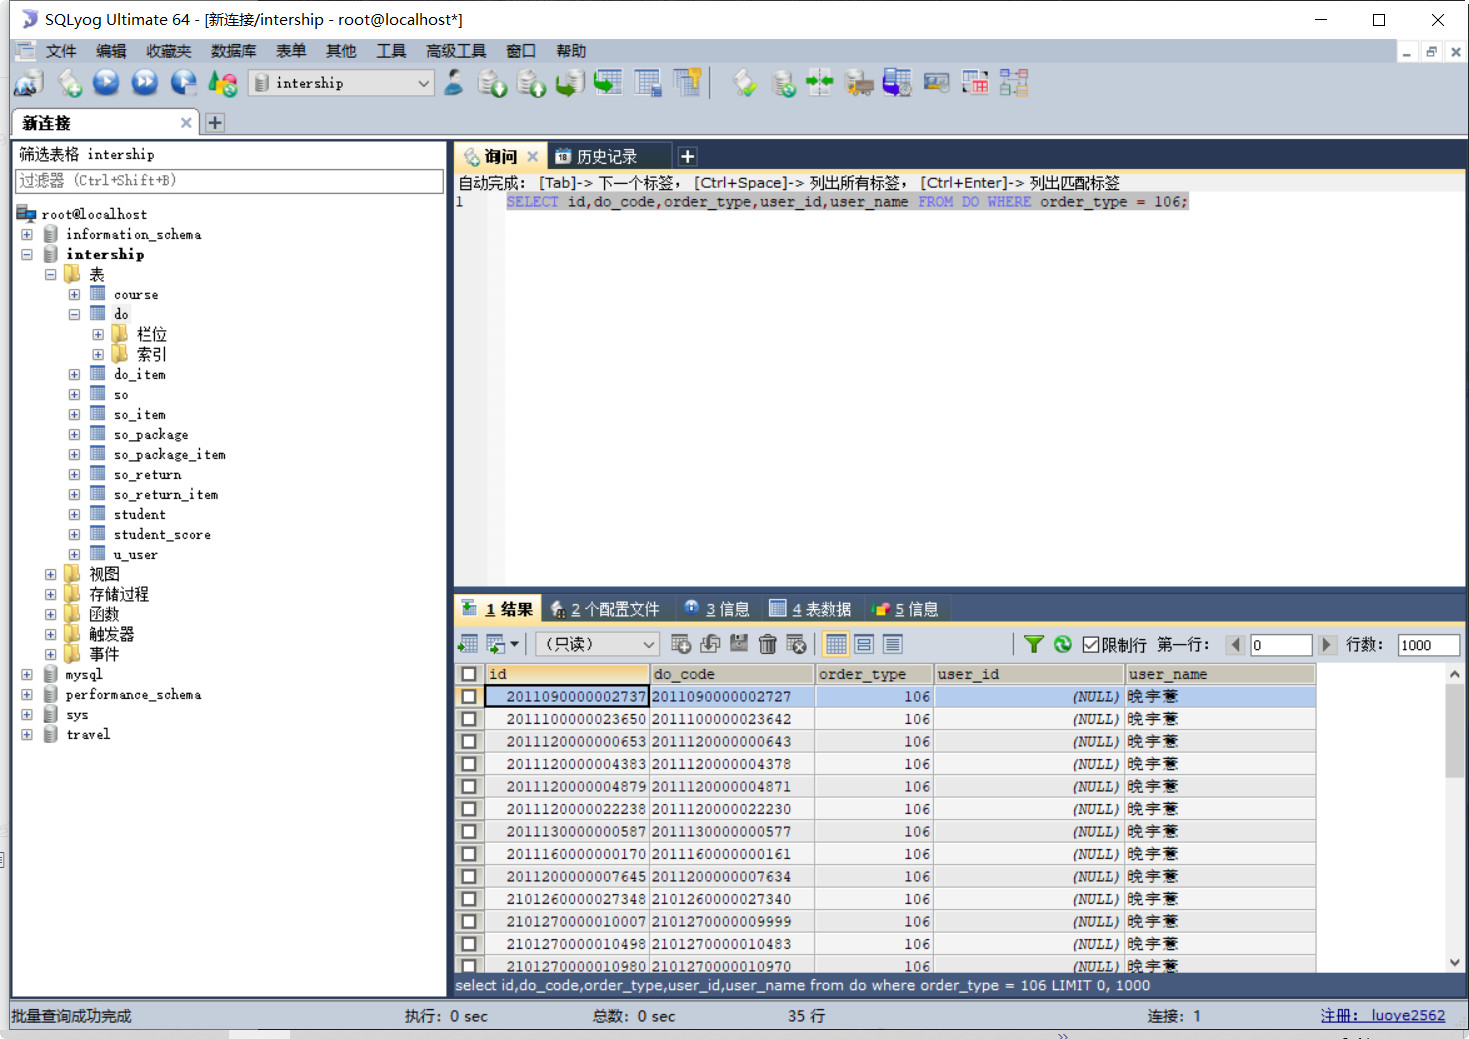 SQLyog Ultimate 64 - [新连接/intership - root@localhost*]
文件 编辑 收藏夹 数据库 表单 其他 工具 高级工具 窗口 帮助
intership
新连接
筛选表格 intership
过滤器 (Ctrl+Shift+B)
root@localhost
information_schema
intership
表
course
do
栏位
索引
do_item
so
so_item
so_package
so_package_item
so_return
so_return_item
student
student_score
u_user
视图
存储过程
函数
触发器
事件
mysql
performance_schema
sys
travel
询问 历史记录
自动完成: [Tab]-> 下一个标签, [Ctrl+Space]-> 列出所有标签, [Ctrl+Enter]-> 列出匹配标签
1 SELECT id,do_code,order_type,user_id,user_name FROM DO WHERE order_type = 106;
1 结果 2 个配置文件 3 信息 4 表数据 5 信息
(只读) 限制行 第一行: 0 行数: 1000
id do_code order_type user_id user_name
2011090000002737 2011090000002727 106 (NULL) 晚宇薏
2011100000023650 2011100000023642 106 (NULL) 晚宇薏
2011120000000653 2011120000000643 106 (NULL) 晚宇薏
2011120000004383 2011120000004378 106 (NULL) 晚宇薏
2011120000004879 2011120000004871 106 (NULL) 晚宇薏
2011120000022238 2011120000022230 106 (NULL) 晚宇薏
2011130000000587 2011130000000577 106 (NULL) 晚宇薏
2011160000000170 2011160000000161 106 (NULL) 晚宇薏
2011200000007645 2011200000007634 106 (NULL) 晚宇薏
2101260000027348 2101260000027340 106 (NULL) 晚宇薏
2101270000010007 2101270000009999 106 (NULL) 晚宇薏
2101270000010498 2101270000010483 106 (NULL) 晚宇薏
2101270000010980 2101270000010970 106 (NULL) 晚宇薏
select id,do_code,order_type,user_id,user_name from do where order_type = 106 LIMIT 0, 1000
批量查询成功完成 执行: 0 sec 总数: 0 sec 35 行 连接: 1 注册: luoye2562